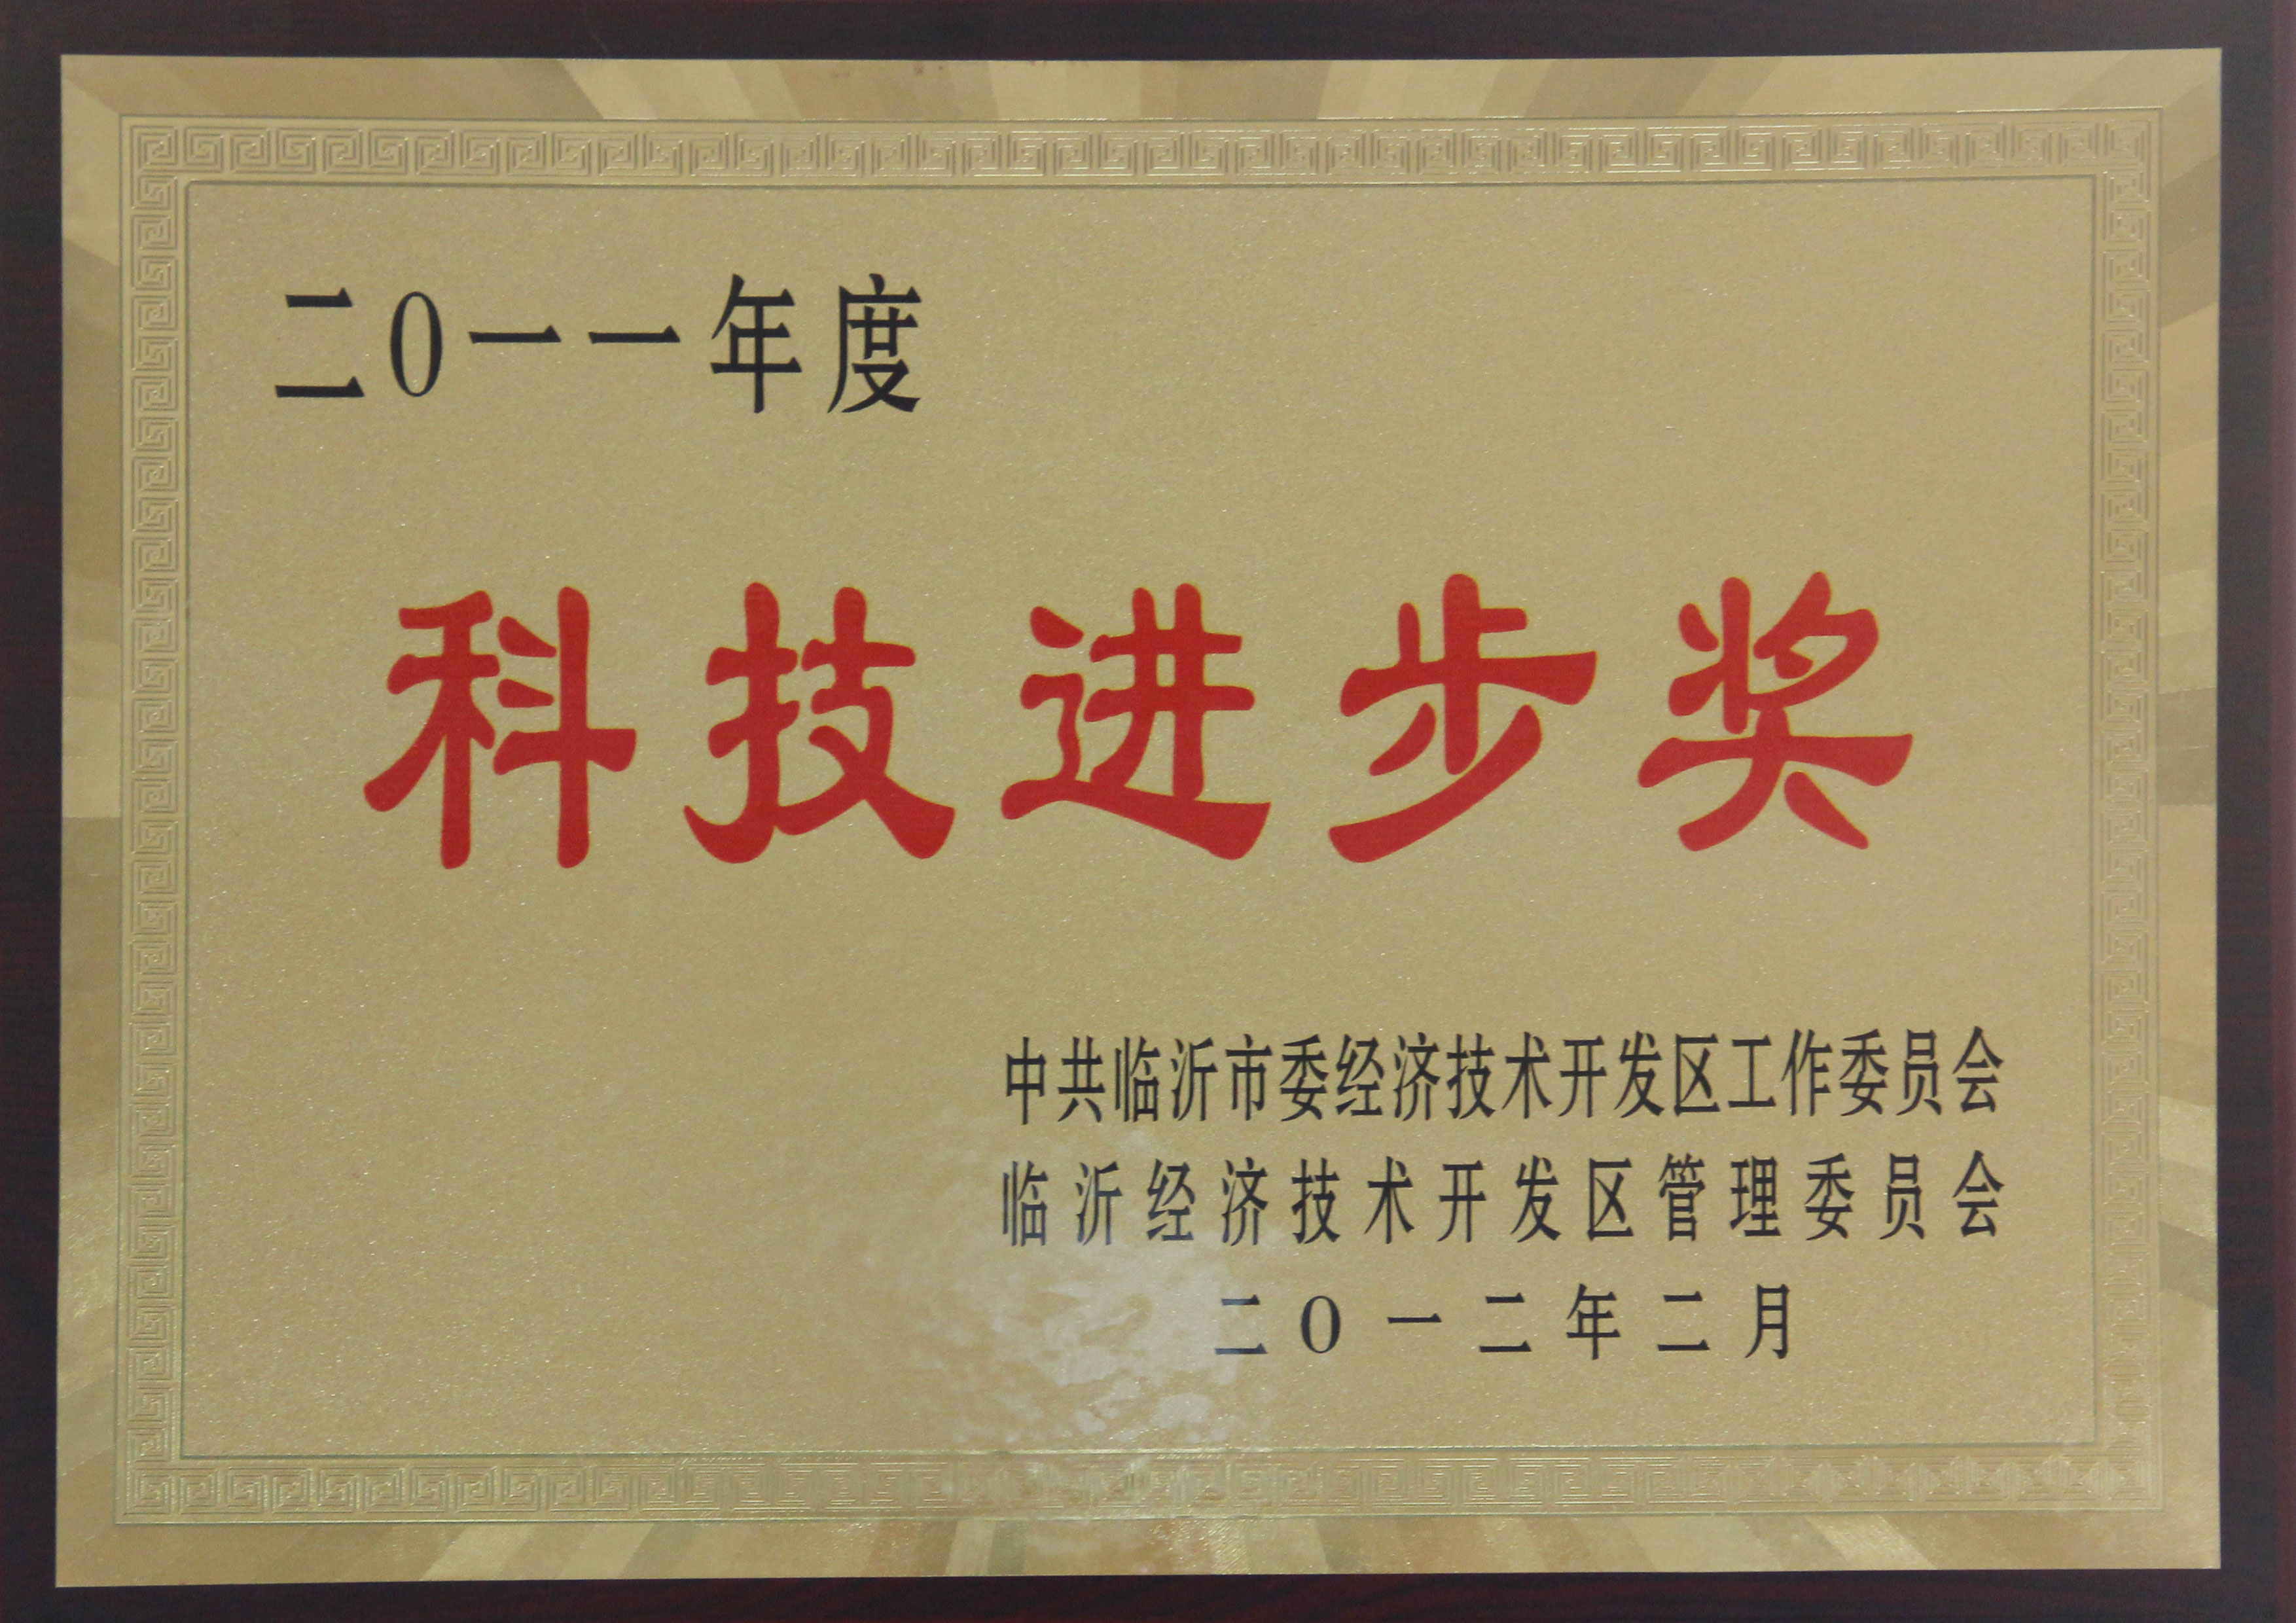 二0一一年度
科技进步奖
中共临沂市委经济技术开发区工作委员会
临沂经济技术开发区管理委员会
二O一二年二月